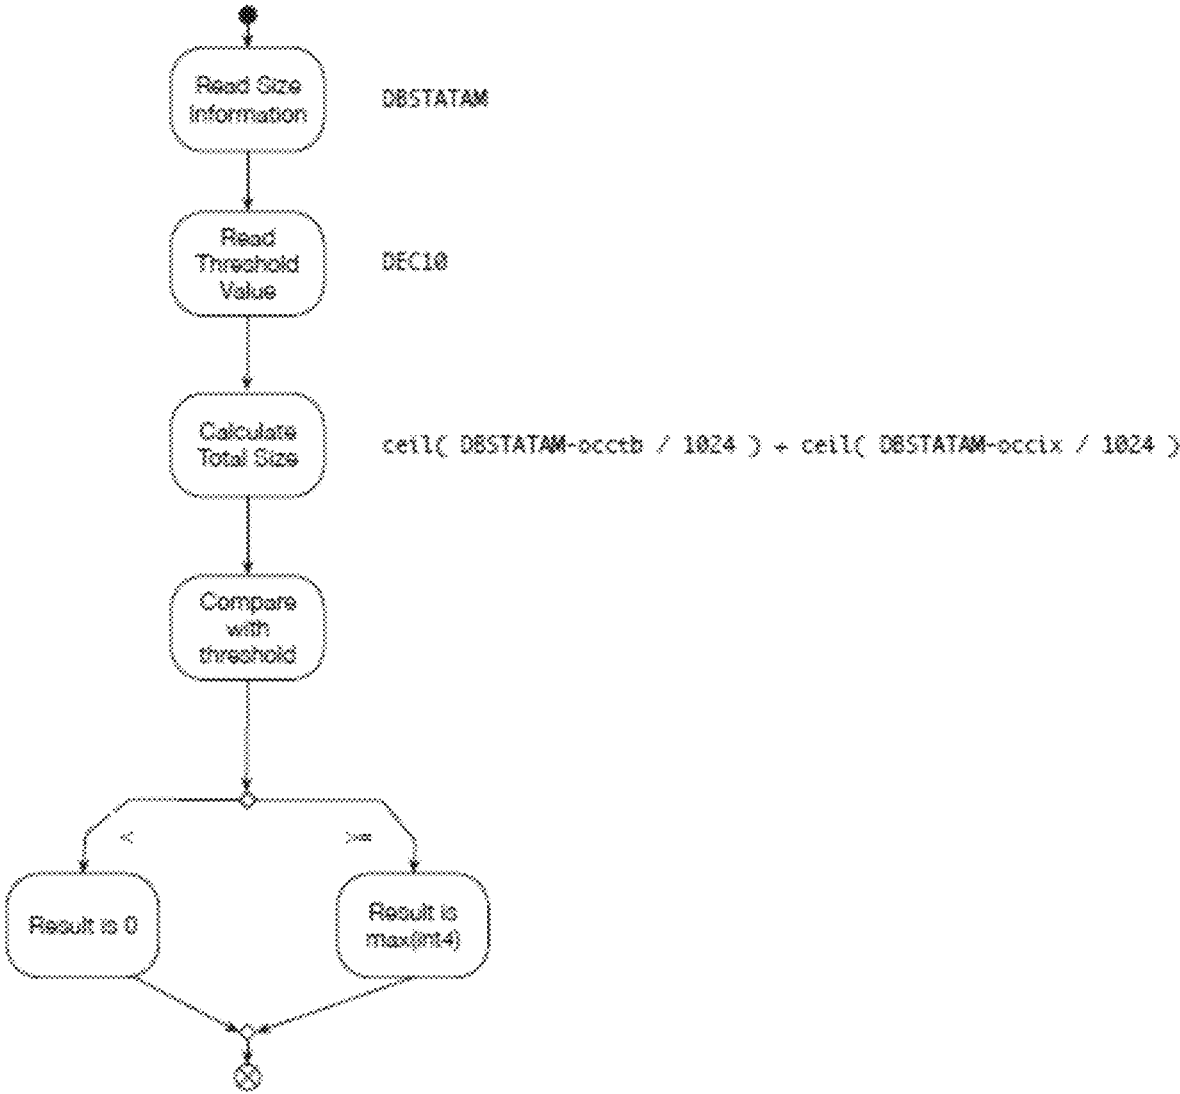 Read Size
Information
DBSTATAM
Read
Threshold
Value
DEC10
Calculate
Total Size
ceil( DBSTATAM-occtb / 1024 ) + ceil( DBSTATAM-occix / 1024 )
Compare
with
threshold
<
>=
Result is 0
Result is
max(int4)